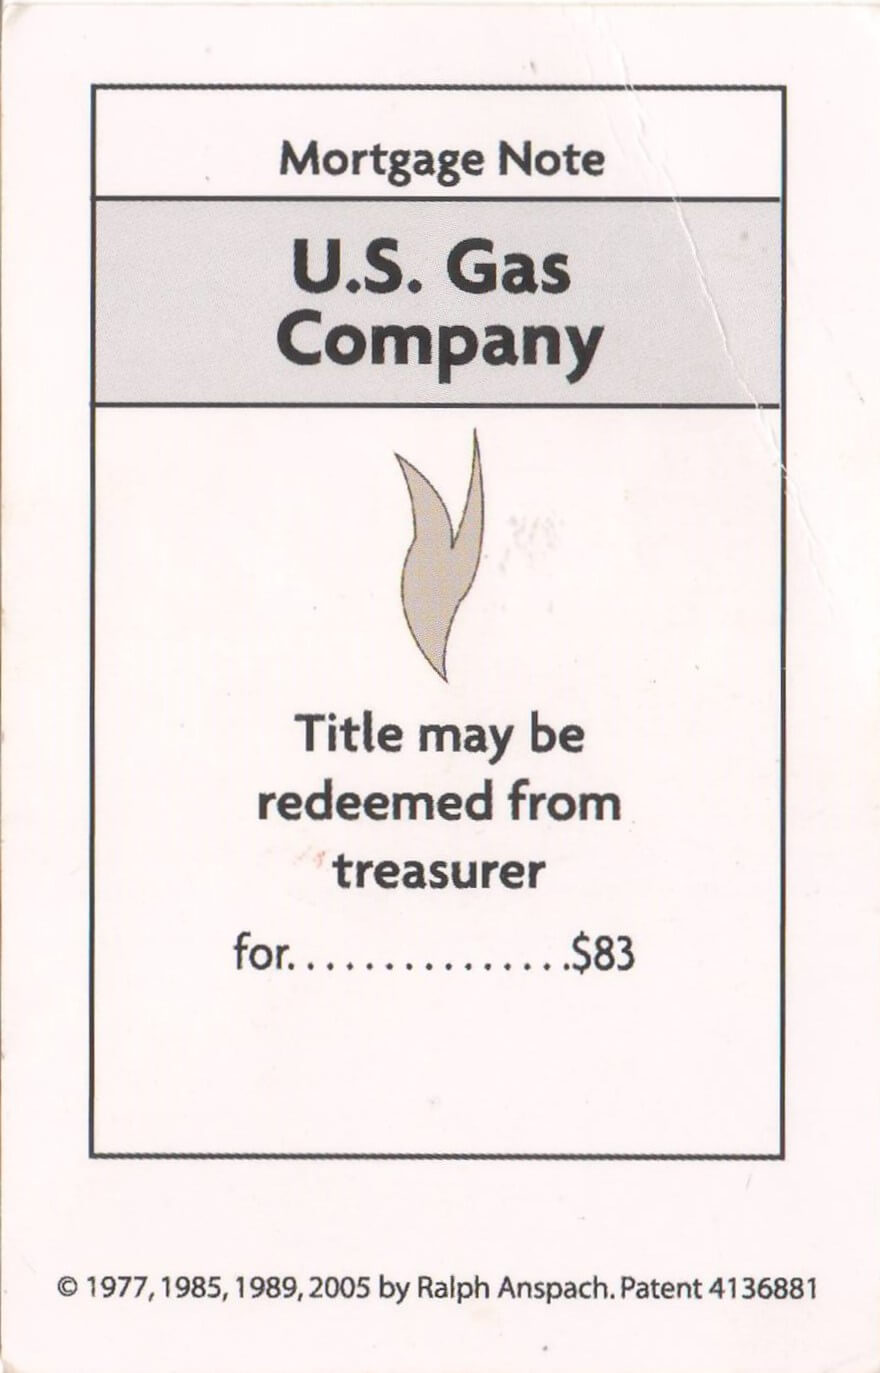 Mortgage Note
U.S. Gas
Company
Title may be
redeemed from
treasurer
for...............$83
© 1977, 1985, 1989, 2005 by Ralph Anspach. Patent 4136881